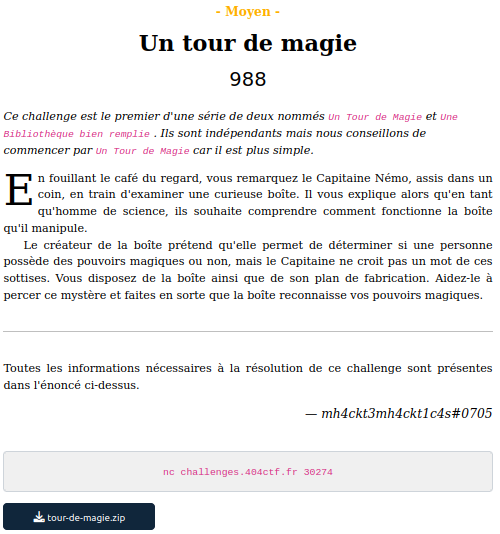 - Moyen -
Un tour de magie
988
Ce challenge est le premier d'une série de deux nommés Un Tour de Magie et Une
Bibliothèque bien remplie . Ils sont indépendants mais nous conseillons de
commencer par Un Tour de Magie car il est plus simple.
En fouillant le café du regard, vous remarquez le Capitaine Némo, assis dans un
coin, en train d'examiner une curieuse boîte. Il vous explique alors qu'en tant
qu'homme de science, ils souhaite comprendre comment fonctionne la boîte
qu'il manipule.
Le créateur de la boîte prétend qu'elle permet de déterminer si une personne
possède des pouvoirs magiques ou non, mais le Capitaine ne croit pas un mot de ces
sottises. Vous disposez de la boîte ainsi que de son plan de fabrication. Aidez-le à
percer ce mystère et faites en sorte que la boîte reconnaisse vos pouvoirs magiques.
Toutes les informations nécessaires à la résolution de ce challenge sont présentes
dans l'énoncé ci-dessus.
— mh4ckt3mh4ckt1c4s#0705
nc challenges.404ctf.fr 30274
tour-de-magie.zip